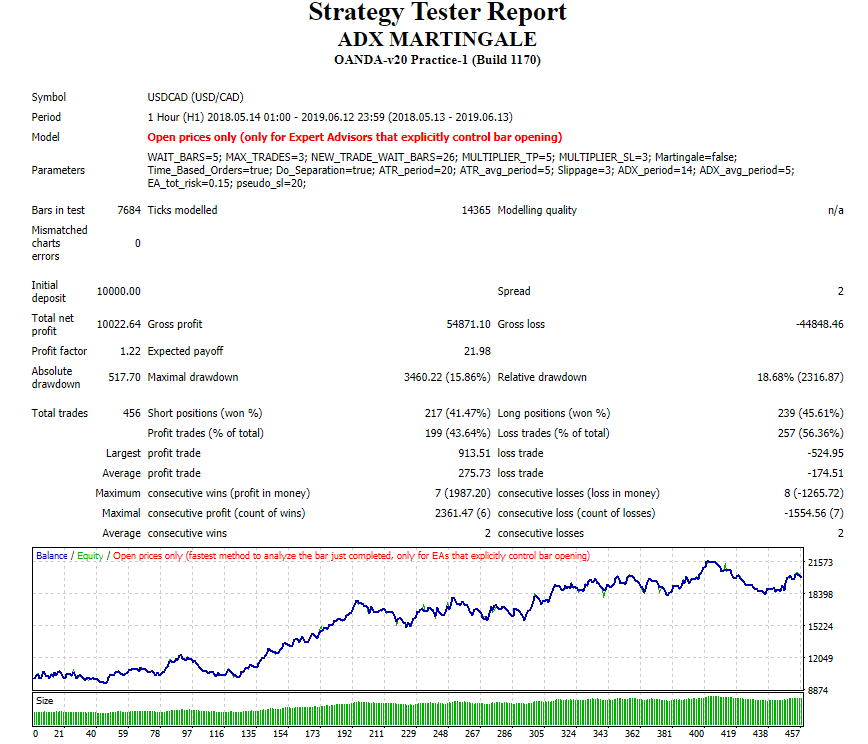 Strategy Tester Report
ADX MARTINGALE
OANDA-v20 Practice-1 (Build 1170)
Symbol USDCAD (USD/CAD)
Period 1 Hour (H1) 2018.05.14 01:00 - 2019.06.12 23:59 (2018.05.13 - 2019.06.13)
Model Open prices only (only for Expert Advisors that explicitly control bar opening)
Parameters WAIT_BARS=5; MAX_TRADES=3; NEW_TRADE_WAIT_BARS=26; MULTIPLIER_TP=5; MULTIPLIER_SL=3; Martingale=false;
Time_Based_Orders=true; Do_Separation=true; ATR_period=20; ATR_avg_period=5; Slippage=3; ADX_period=14; ADX_avg_period=5;
EA_tot_risk=0.15; pseudo_sl=20;
Bars in test 7684 Ticks modelled 14365 Modelling quality n/a
Mismatched
charts 0
errors
Initial
deposit 10000.00 Spread 2
Total net
profit 10022.64 Gross profit 54871.10 Gross loss -44848.46
Profit factor 1.22 Expected payoff 21.98
Absolute
drawdown 517.70 Maximal drawdown 3460.22 (15.86%) Relative drawdown 18.68% (2316.87)
Total trades 456 Short positions (won %) 217 (41.47%) Long positions (won %) 239 (45.61%)
Profit trades (% of total) 199 (43.64%) Loss trades (% of total) 257 (56.36%)
Largest profit trade 913.51 loss trade -524.95
Average profit trade 275.73 loss trade -174.51
Maximum consecutive wins (profit in money) 7 (1987.20) consecutive losses (loss in money) 8 (-1265.72)
Maximal consecutive profit (count of wins) 2361.47 (6) consecutive loss (count of losses) -1554.56 (7)
Average consecutive wins 2 consecutive losses 2
Balance / Equity / Open prices only (fastest method to analyze the bar just completed, only for EAs that explicitly control bar opening)
21573
18398
15224
12049
8874
Size
0 21 40 59 78 97 116 135 154 173 192 211 229 248 267 286 305 324 343 362 381 400 419 438 457